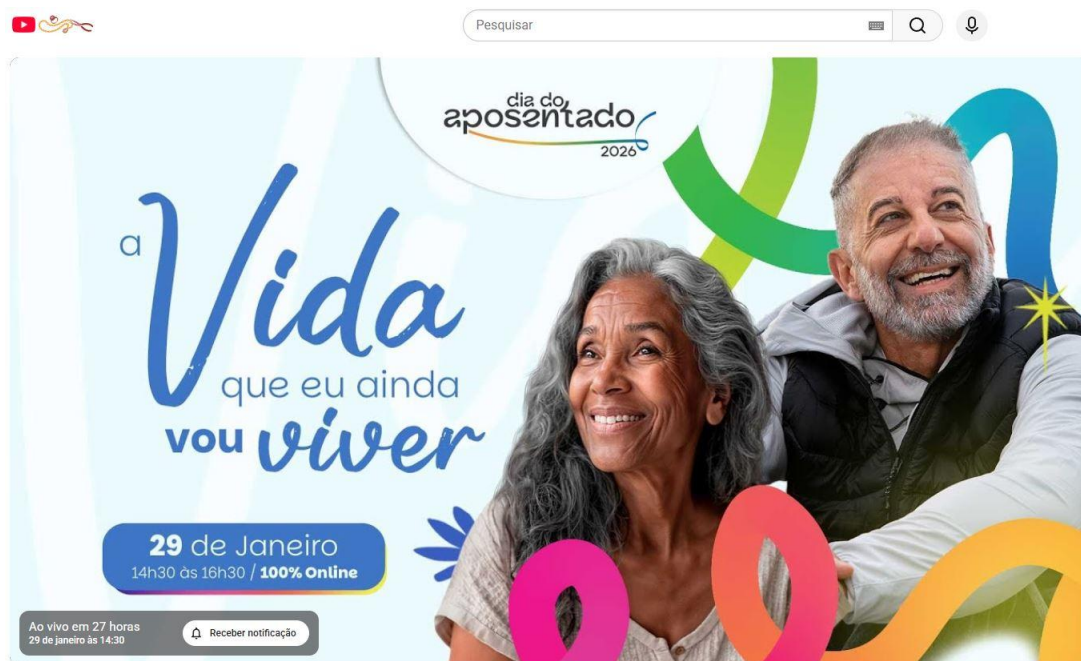 Pesquisar
dia do
aposentado
2026
a
Vida
que eu ainda
vou viver
29 de Janeiro
14h30 às 16h30 / 100% Online
Ao vivo em 27 horas
29 de janeiro às 14:30
Receber notificação